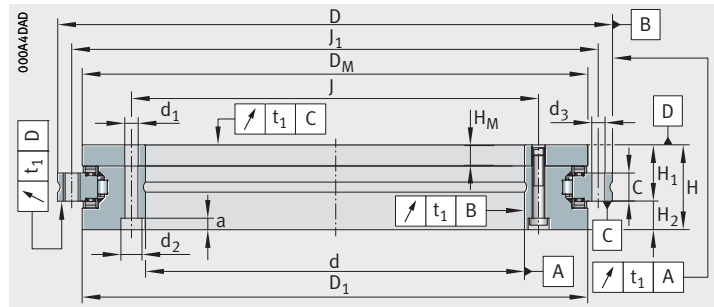 000A4DAD
D
B
J1
DM
J
d1
↗ t1 C
HM
d3
D
↗ t1 D
C
H1
H
a
↗ t1 B
H2
d2
C
d
A
↗ t1 A
D1